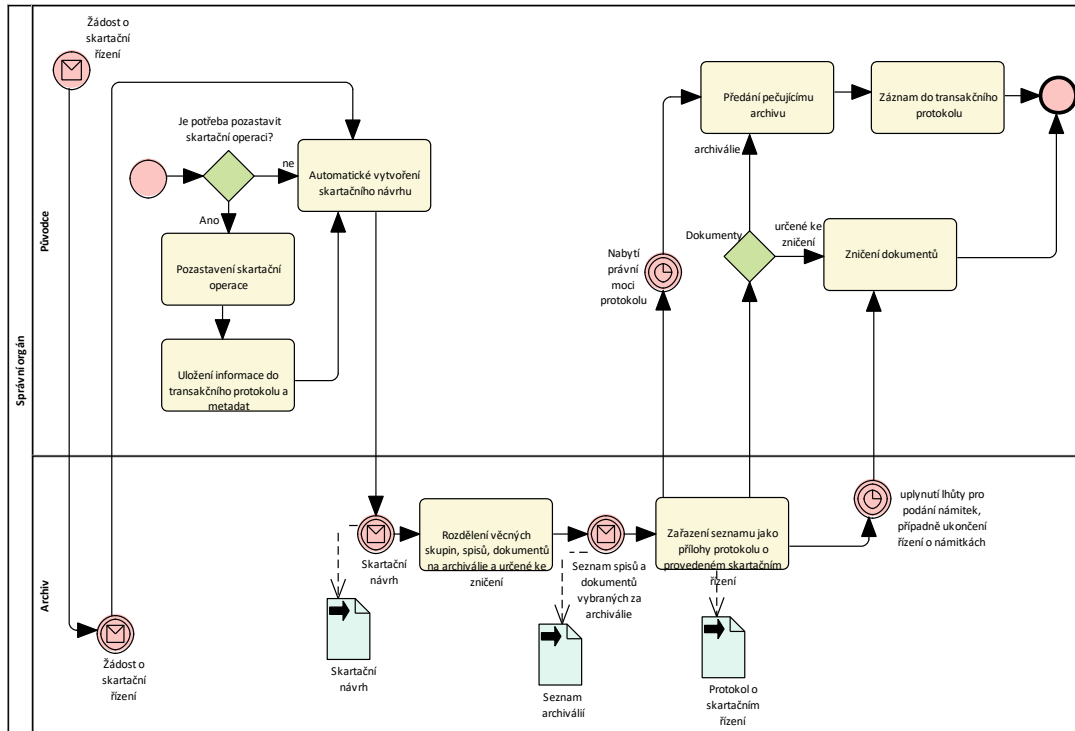 Správní orgán
Původce
Žádost o
skartační
řízení
Je potřeba pozastavit
skartační operaci?
ne
Ano
Automatické vytvoření
skartačního návrhu
Pozastavení skartační
operace
Uložení informace do
transakčního protokolu a
metadat
Nabytí
právní
moci
protokolu
Předání pečujícímu
archivu
Záznam do transakčního
protokolu
archiválie
Dokumenty
určené ke
zničení
Zničení dokumentů
Archiv
Žádost o
skartační
řízení
Skartační
návrh
Skartační
návrh
Rozdělení věcných
skupin, spisů, dokumentů
na archiválie a určené ke
zničení
Seznam spisů a
dokumentů
vybraných za
archiválie
Seznam
archiválií
Zařazení seznamu jako
přílohy protokolu o
provedeném skartačním
řízení
Protokol o
skartačním
řízení
uplynutí lhůty pro
podání námitek,
případně ukončení
řízení o námitkách